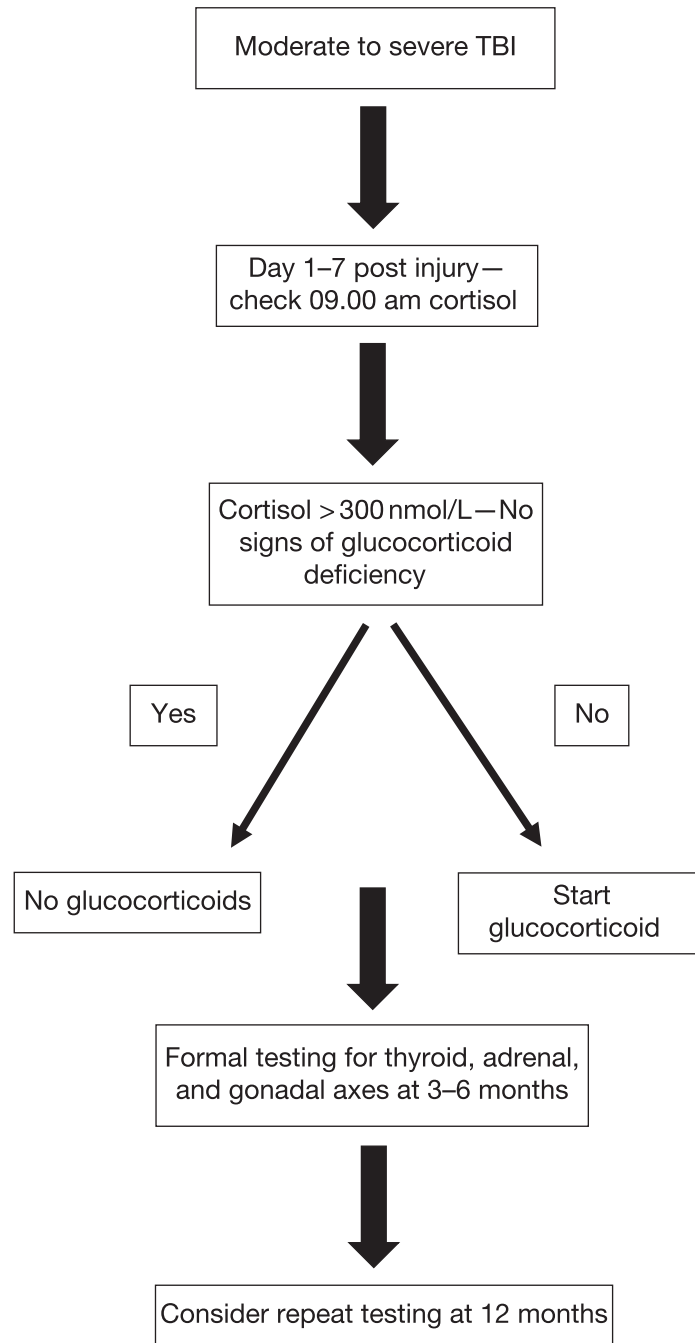 Moderate to severe TBI
Day 1–7 post injury—
check 09.00 am cortisol
Cortisol > 300 nmol/L—No
signs of glucocorticoid
deficiency
Yes
No
No glucocorticoids
Start
glucocorticoid
Formal testing for thyroid, adrenal,
and gonadal axes at 3–6 months
Consider repeat testing at 12 months